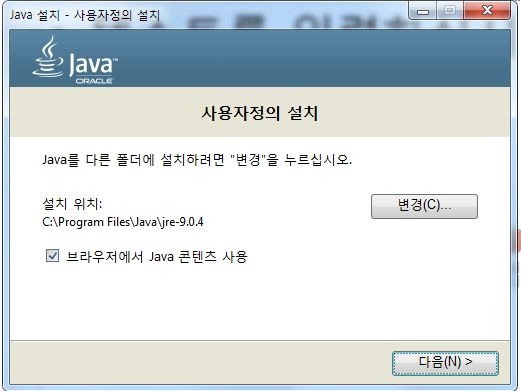 Java 설치 - 사용자정의 설치
Java™
ORACLE
사용자정의 설치
Java를 다른 폴더에 설치하려면 "변경"을 누르십시오.
설치 위치:
변경(C)...
C:\Program Files\Java\jre-9.0.4
브라우저에서 Java 콘텐츠 사용
다음(N) >